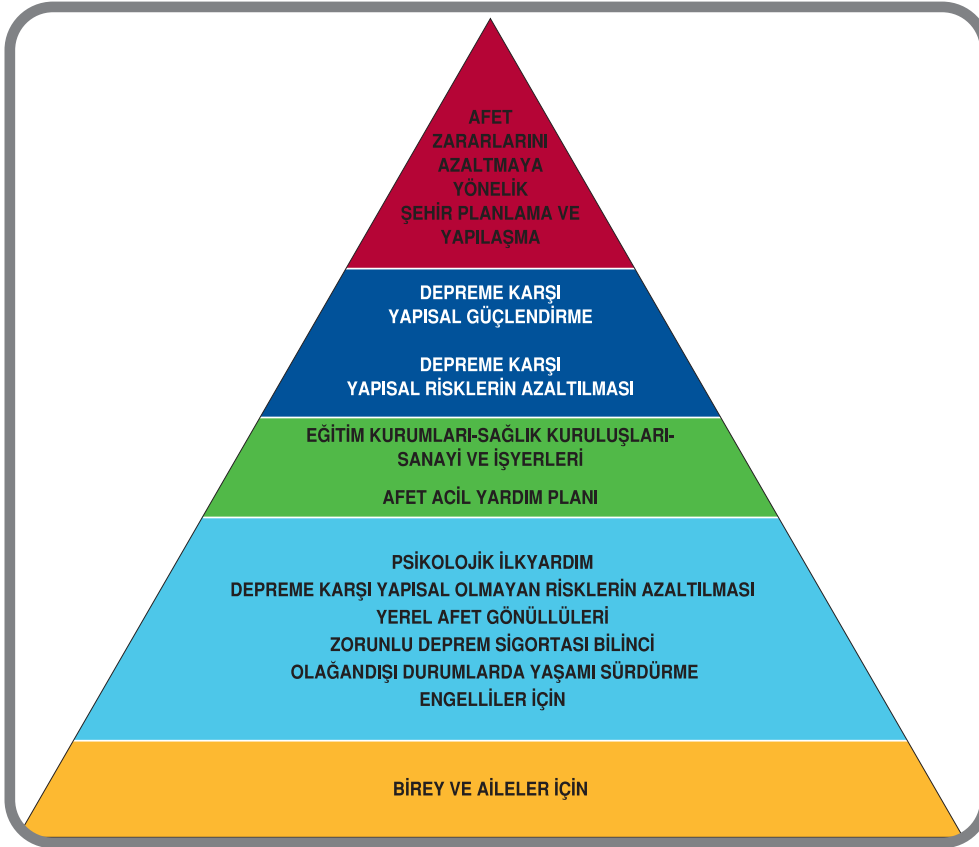 AFET
ZARARLARINI
AZALTMAYA
YÖNELİK
ŞEHİR PLANLAMA VE
YAPILAŞMA
DEPREME KARŞI
YAPISAL GÜÇLENDİRME
DEPREME KARŞI
YAPISAL RİSKLERİN AZALTILMASI
EĞİTİM KURUMLARI-SAĞLIK KURULUŞLARI-
SANAYİ VE İŞYERLERİ
AFET ACİL YARDIM PLANI
PSİKOLOJİK İLKYARDIM
DEPREME KARŞI YAPISAL OLMAYAN RİSKLERİN AZALTILMASI
YEREL AFET GÖNÜLLÜLERİ
ZORUNLU DEPREM SİGORTASI BİLİNCİ
OLAĞANDIŞI DURUMLARDA YAŞAMI SÜRDÜRME
ENGELLİLER İÇİN
BİREY VE AİLELER İÇİN